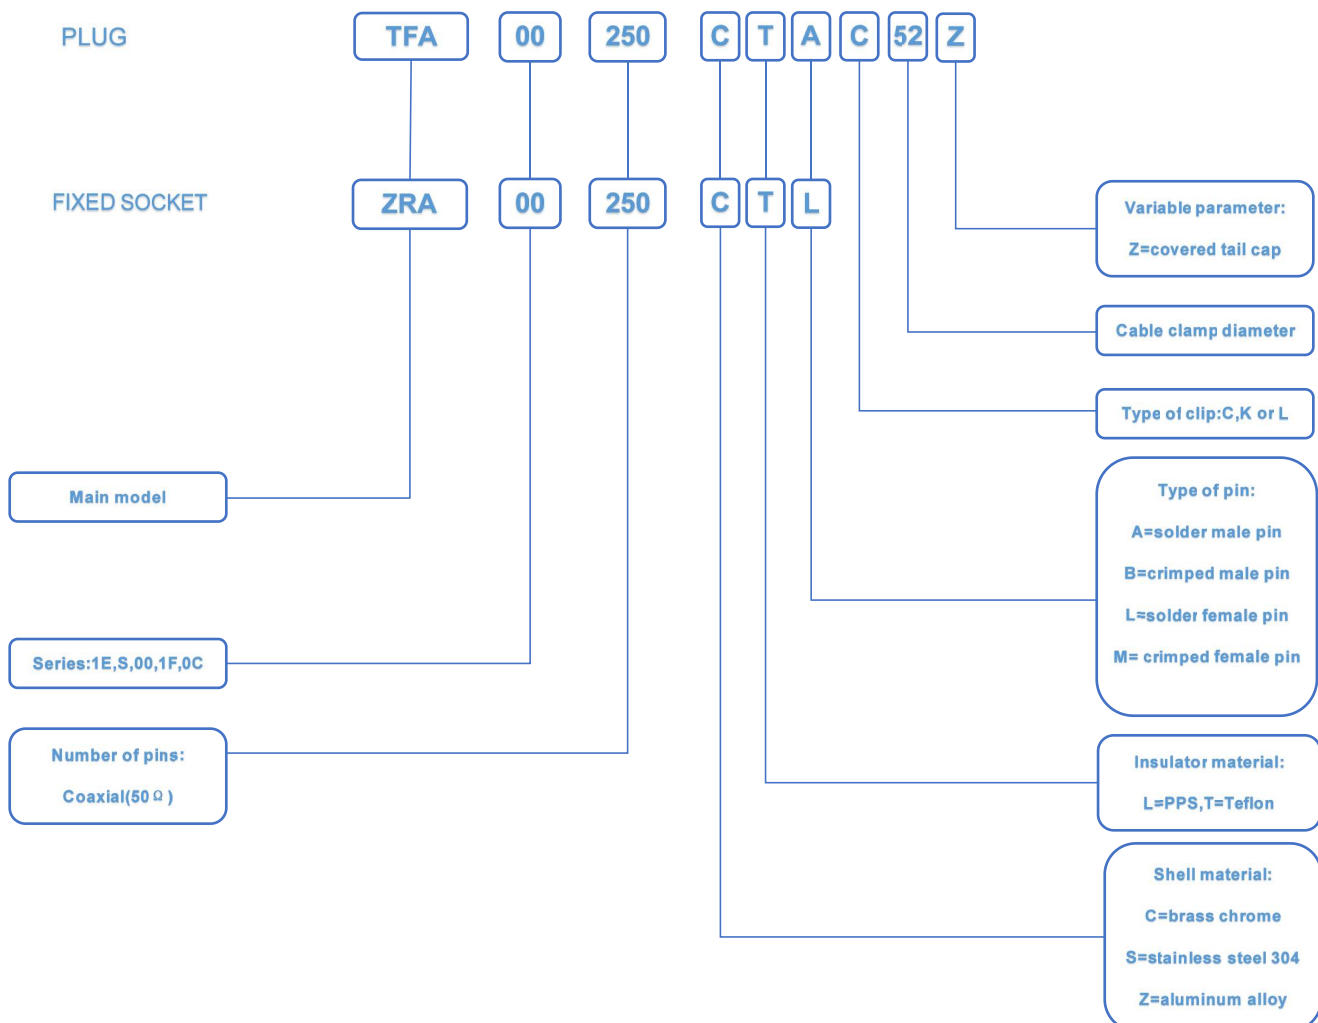 PLUG TFA 00 250 C T A C 52 Z
FIXED SOCKET ZRA 00 250 C T L
Variable parameter:
Z=covered tail cap
Cable clamp diameter
Type of clip:C,K or L
Type of pin:
A=solder male pin
B=crimped male pin
L=solder female pin
M= crimped female pin
Main model
Series:1E,S,00,1F,0C
Number of pins:
Coaxial(50Ω)
Insulator material:
L=PPS,T=Teflon
Shell material:
C=brass chrome
S=stainless steel 304
Z=aluminum alloy